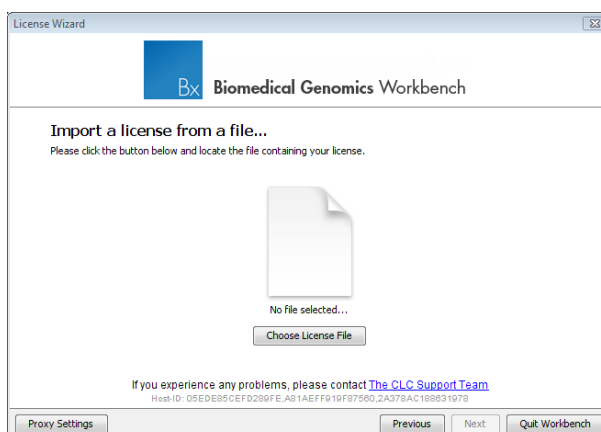 License Wizard
Bx Biomedical Genomics Workbench
Import a license from a file...
Please click the button below and locate the file containing your license.
No file selected...
Choose License File
If you experience any problems, please contact The CLC Support Team
Host-ID: 05EDE85CEFD289FE,A81AEFF919F87560,2A378AC188631978
Proxy Settings Previous Next Quit Workbench